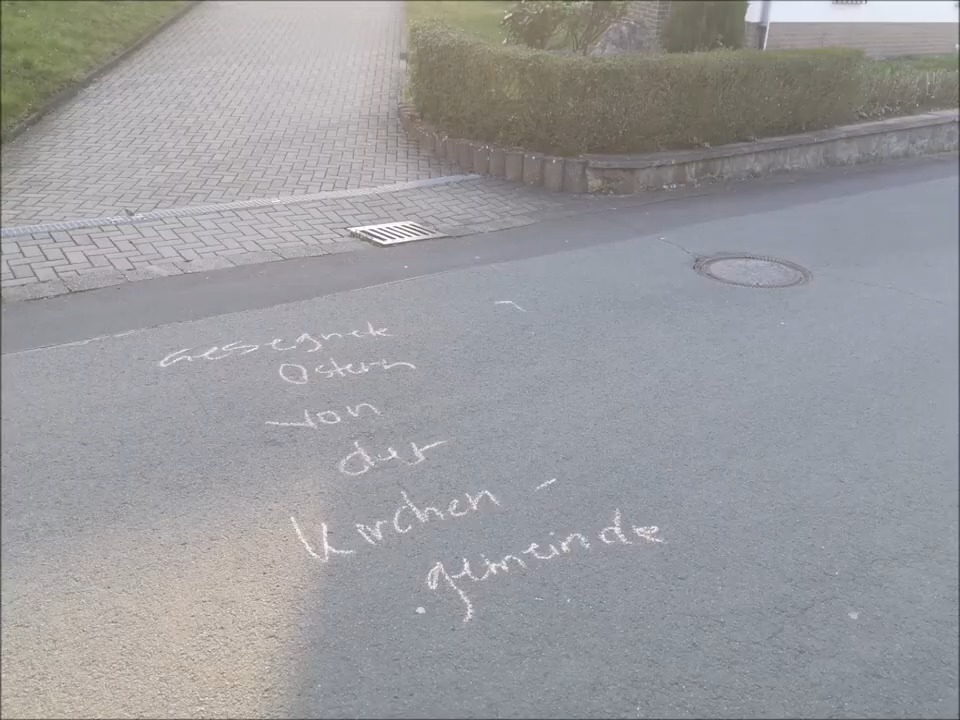 Gesegnete
Ostern
von
der
Kirchen-
gemeinde